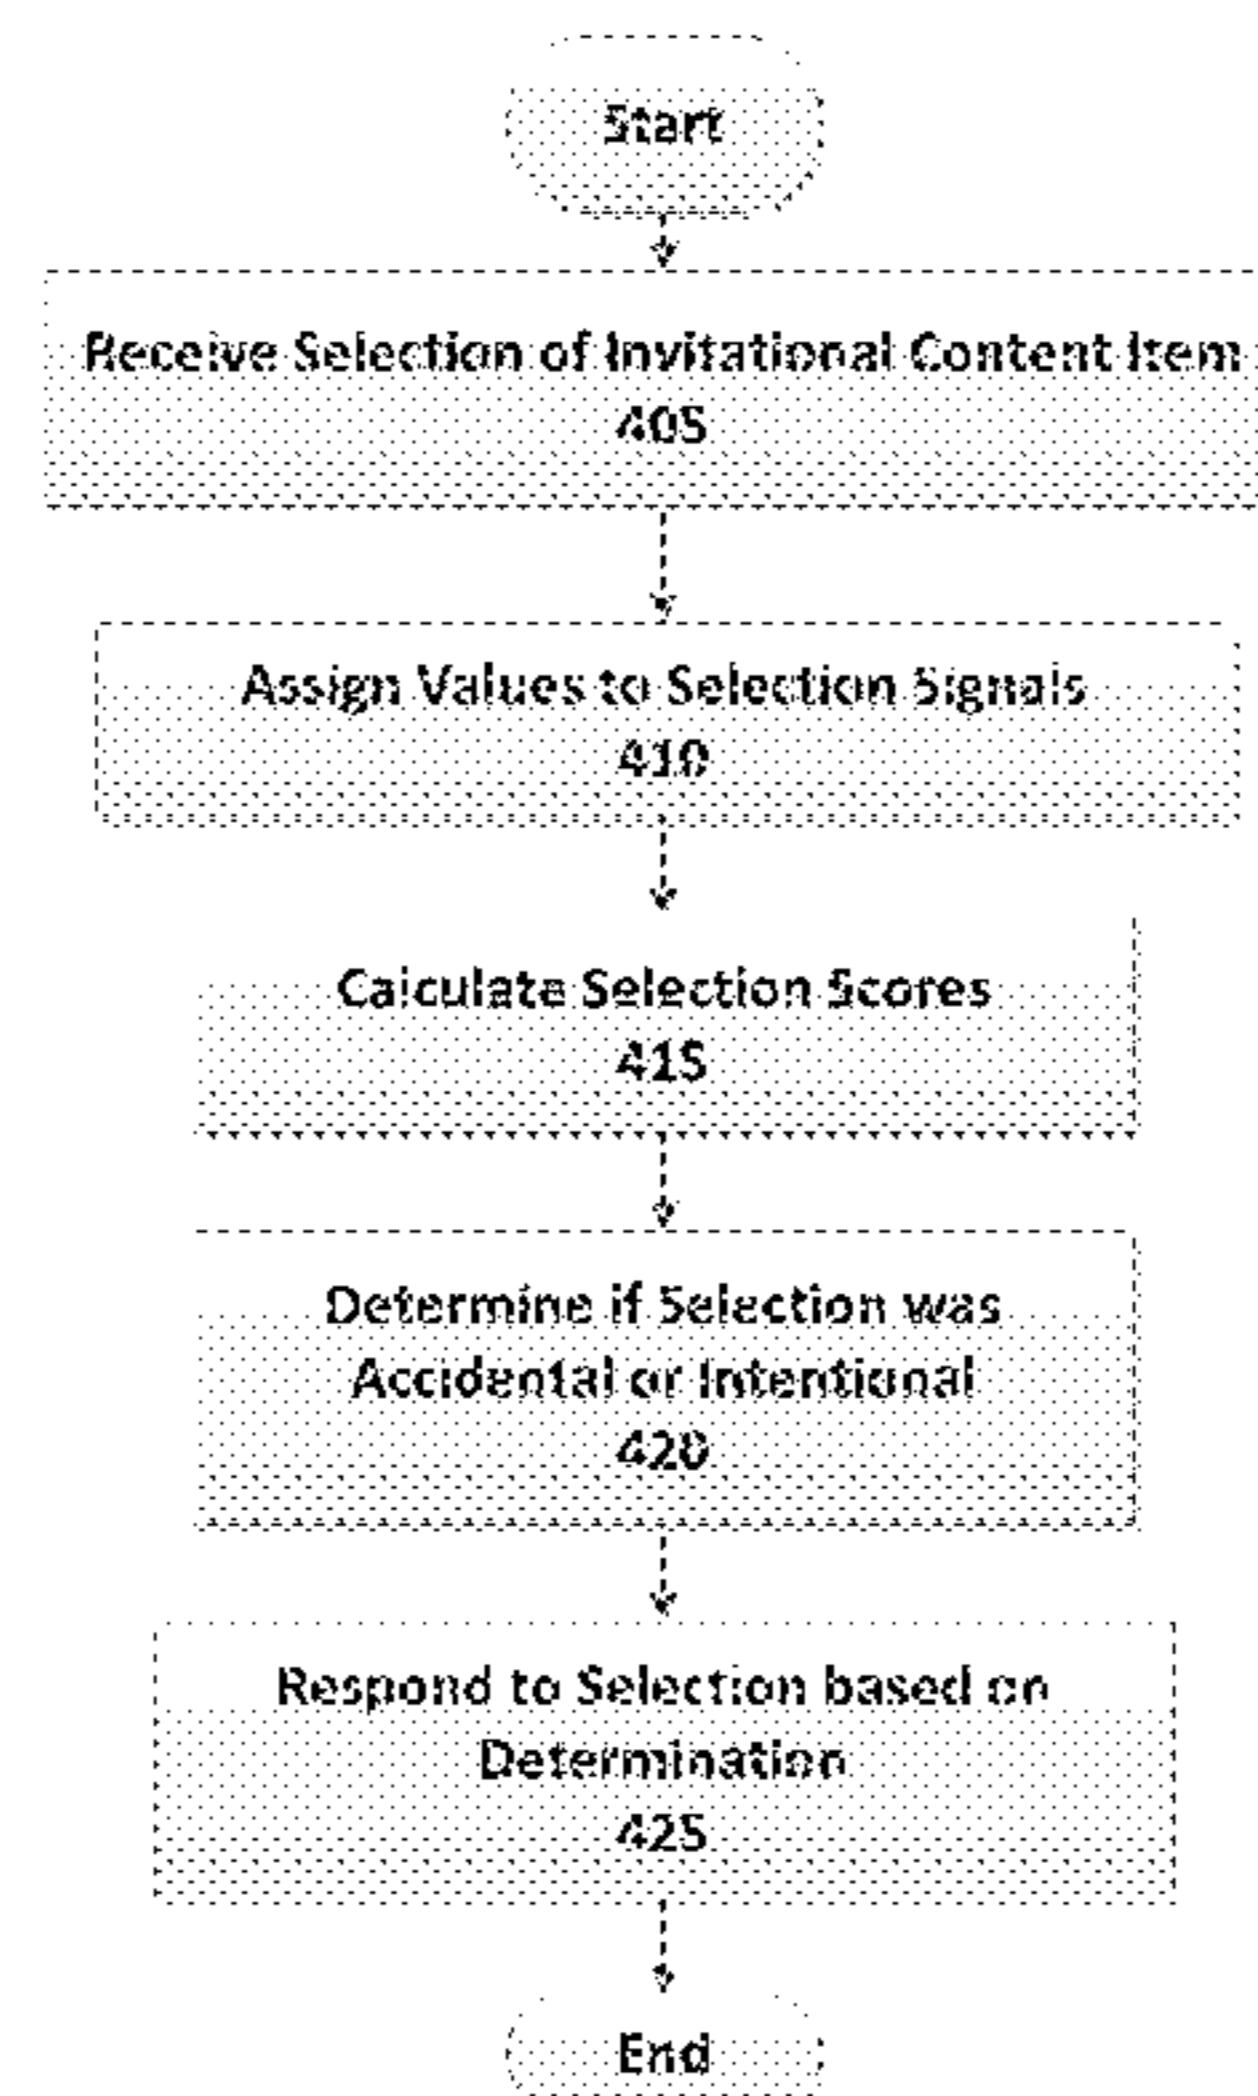 Start
Receive Selection of Invitational Content Item
405
Assign Values to Selection Signals
410
Calculate Selection Scores
415
Determine if Selection was
Accidental or Intentional
420
Respond to Selection based on
Determination
425
End